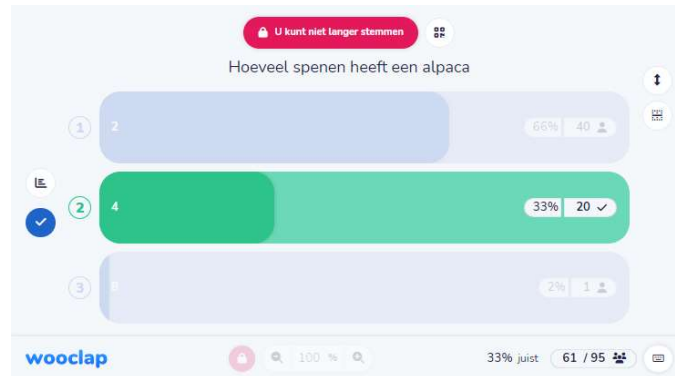 U kunt niet langer stemmen
Hoeveel spenen heeft een alpaca
1 2 66% 40
2 4 33% 20
3 2% 1
wooclap 100 % 33% juist 61 / 95